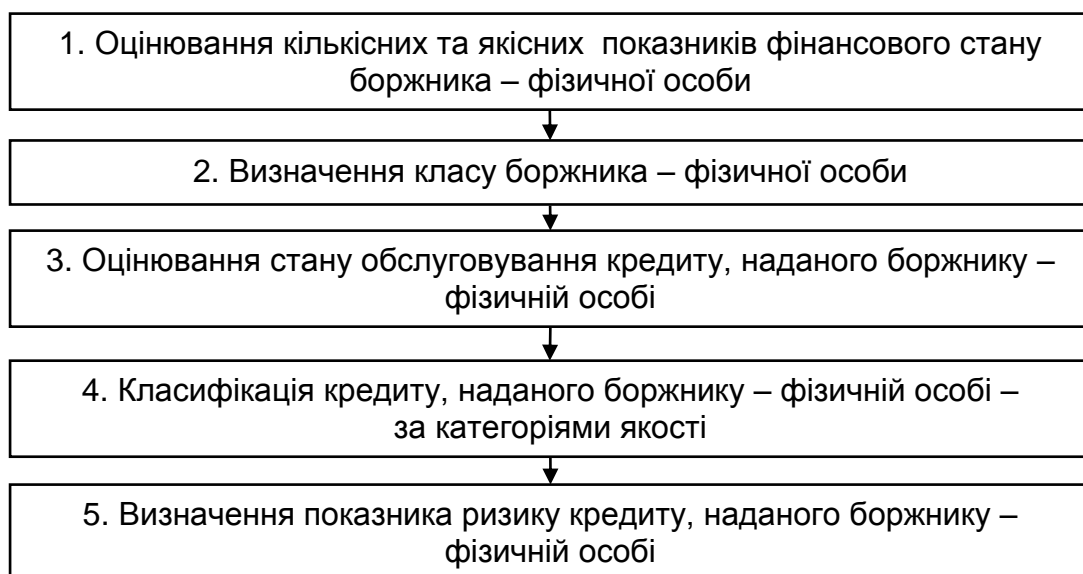 1. Оцінювання кількісних та якісних показників фінансового стану
боржника – фізичної особи
2. Визначення класу боржника – фізичної особи
3. Оцінювання стану обслуговування кредиту, наданого боржнику –
фізичній особі
4. Класифікація кредиту, наданого боржнику – фізичній особі –
за категоріями якості
5. Визначення показника ризику кредиту, наданого боржнику –
фізичній особі